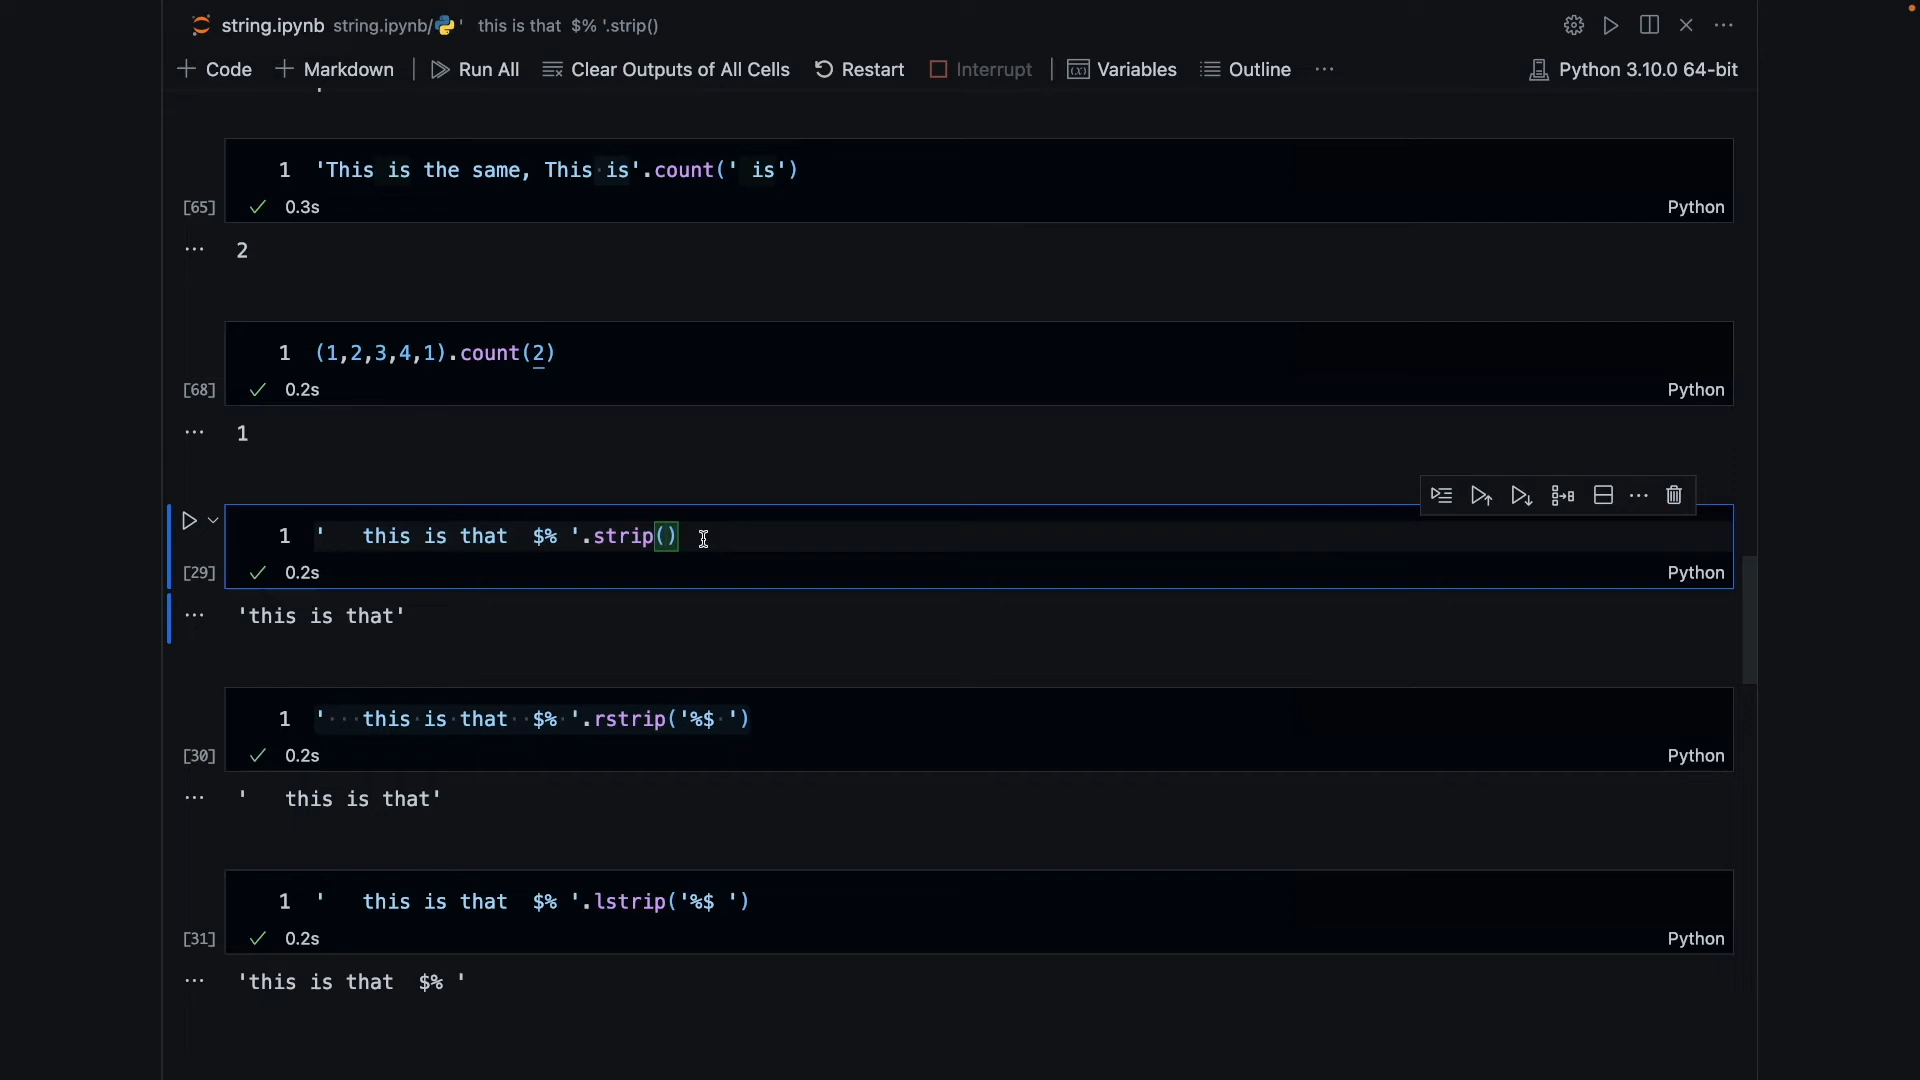 string.ipynb string.ipynb/ ' this is that $% '.strip()
Code Markdown Run All Clear Outputs of All Cells Restart Interrupt Variables Outline ··· Python 3.10.0 64-bit
1 'This is the same, This·is'.count(' is')
[65] ✓ 0.3s Python
··· 2
1 (1,2,3,4,1).count(2)
[68] ✓ 0.2s Python
··· 1
1 '   this is that  $% '.strip()
[29] ✓ 0.2s Python
··· 'this is that'
1 '···this·is·that··$%·'.rstrip('%$·')
[30] ✓ 0.2s Python
··· '   this is that'
1 '   this is that  $% '.lstrip('%$ ')
[31] ✓ 0.2s Python
··· 'this is that  $% '